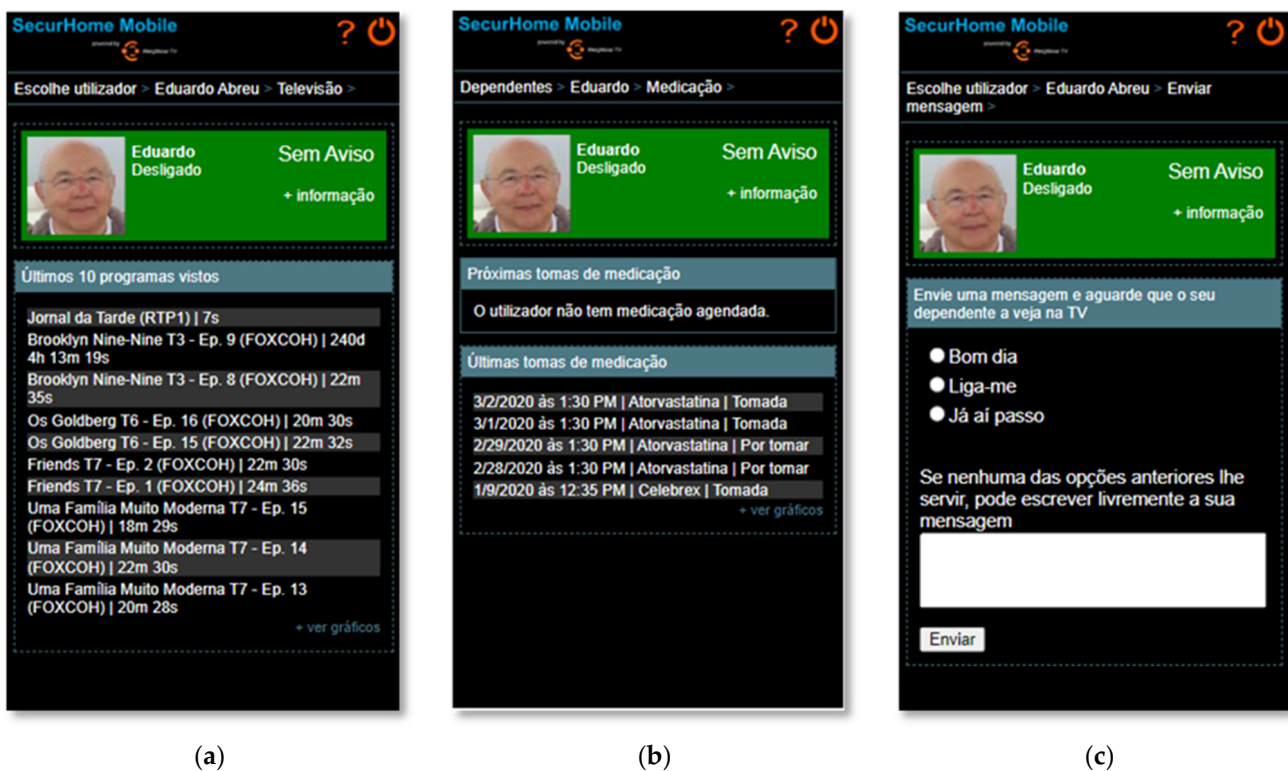 SecurHome Mobile
powered by
?
Escolhe utilizador > Eduardo Abreu > Televisão >
Eduardo
Desligado
Sem Aviso
+ informação
Últimos 10 programas vistos
Jornal da Tarde (RTP1) | 7s
Brooklyn Nine-Nine T3 - Ep. 9 (FOXCOH) | 240d
4h 13m 19s
Brooklyn Nine-Nine T3 - Ep. 8 (FOXCOH) | 22m
35s
Os Goldberg T6 - Ep. 16 (FOXCOH) | 20m 30s
Os Goldberg T6 - Ep. 15 (FOXCOH) | 22m 32s
Friends T7 - Ep. 2 (FOXCOH) | 22m 30s
Friends T7 - Ep. 1 (FOXCOH) | 24m 36s
Uma Família Muito Moderna T7 - Ep. 15
(FOXCOH) | 18m 29s
Uma Família Muito Moderna T7 - Ep. 14
(FOXCOH) | 22m 30s
Uma Família Muito Moderna T7 - Ep. 13
(FOXCOH) | 20m 28s
+ ver gráficos
(a)
SecurHome Mobile
powered by
?
Dependentes > Eduardo > Medicação >
Eduardo
Desligado
Sem Aviso
+ informação
Próximas tomas de medicação
O utilizador não tem medicação agendada.
Últimas tomas de medicação
3/2/2020 às 1:30 PM | Atorvastatina | Tomada
3/1/2020 às 1:30 PM | Atorvastatina | Tomada
2/29/2020 às 1:30 PM | Atorvastatina | Por tomar
2/28/2020 às 1:30 PM | Atorvastatina | Por tomar
1/9/2020 às 12:35 PM | Celebrex | Tomada
+ ver gráficos
(b)
SecurHome Mobile
powered by
?
Escolhe utilizador > Eduardo Abreu > Enviar
mensagem >
Eduardo
Desligado
Sem Aviso
+ informação
Envie uma mensagem e aguarde que o seu
dependente a veja na TV
Bom dia
Liga-me
Já aí passo
Se nenhuma das opções anteriores lhe
servir, pode escrever livremente a sua
mensagem
Enviar
(c)